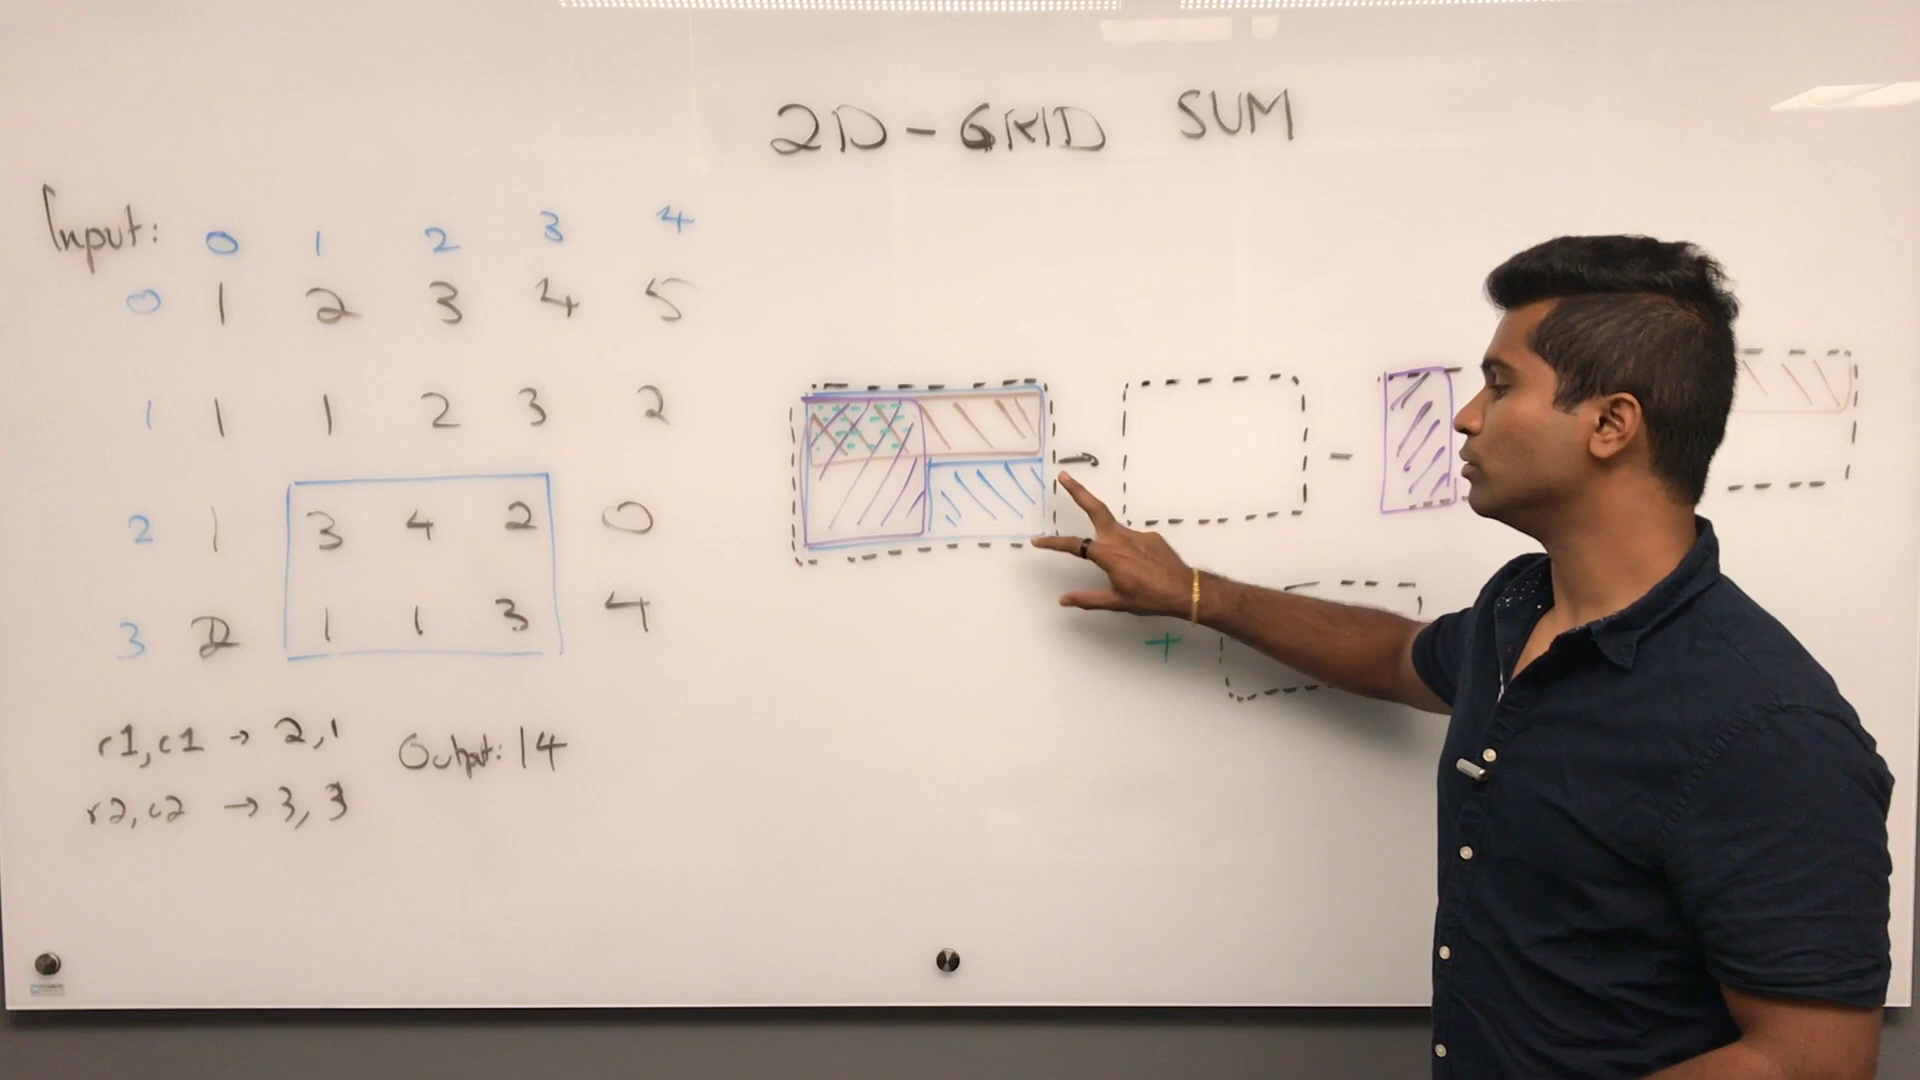 2D-GRID SUM
Input: 0 1 2 3 4
0 1 2 3 4 5
1 1 1 2 3 2
2 1 3 4 2 0
3 2 1 1 3 4
r1,c1 → 2,1
Output: 14
r2,c2 → 3,3
→
-
+